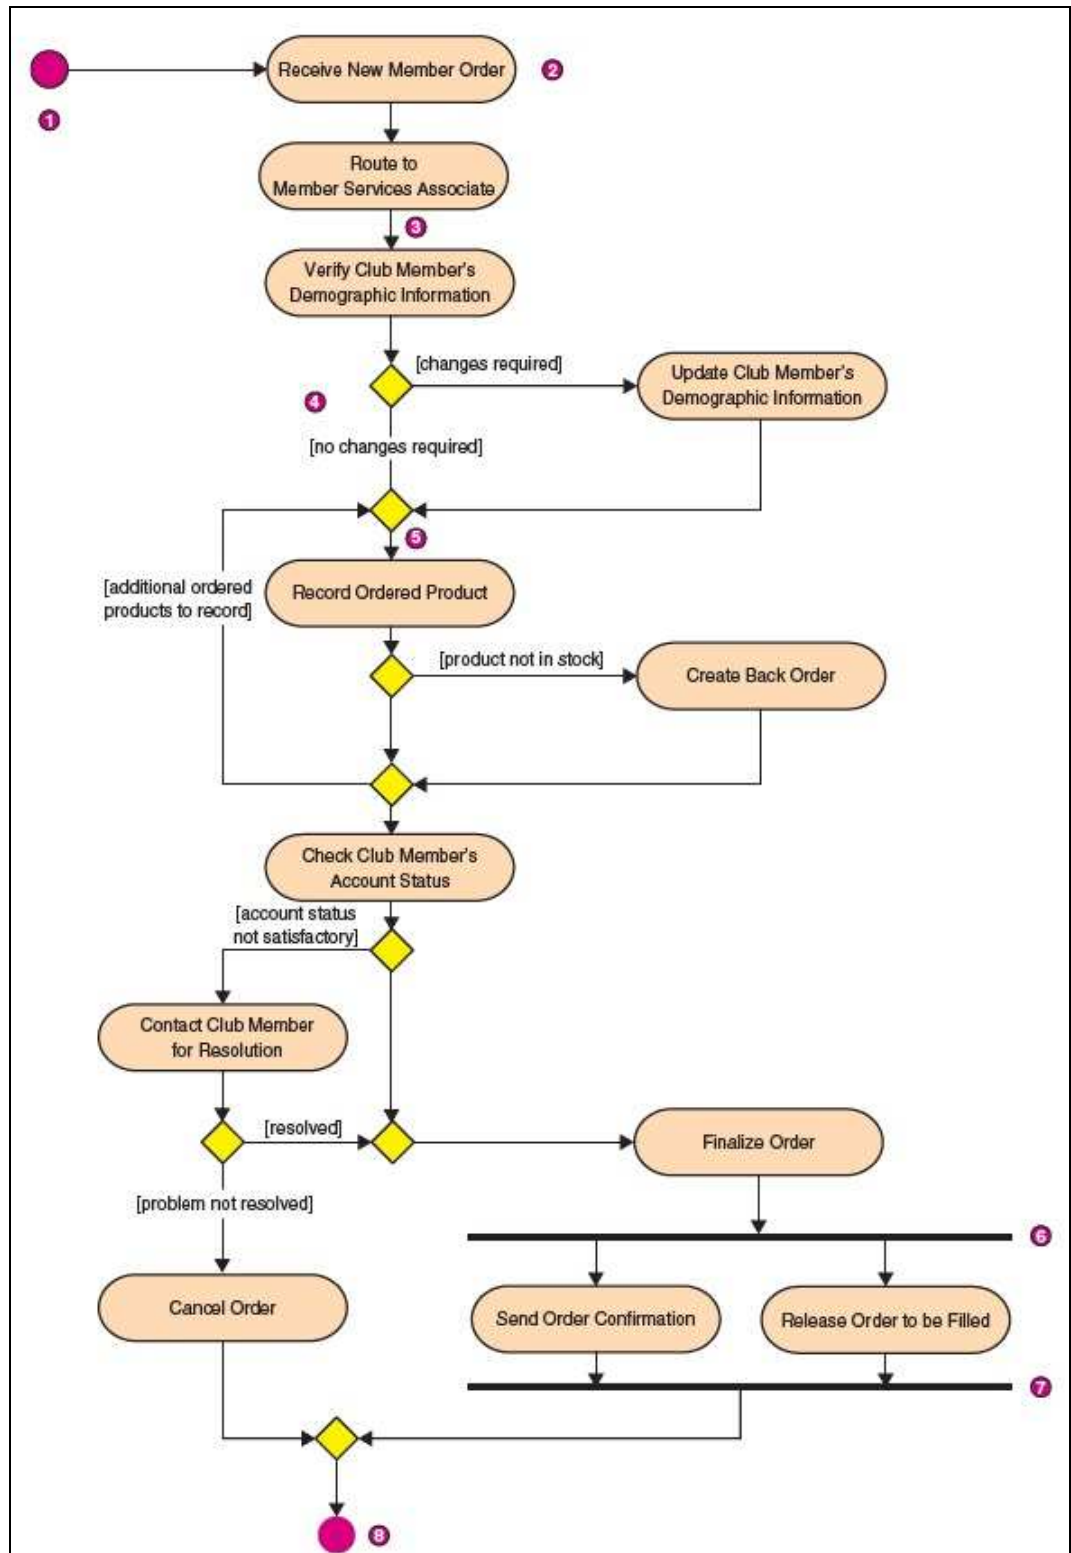 Receive New Member Order
2
1
Route to
Member Services Associate
3
Verify Club Member's
Demographic Information
[changes required]
Update Club Member's
Demographic Information
4
[no changes required]
5
[additional ordered
products to record]
Record Ordered Product
[product not in stock]
Create Back Order
Check Club Member's
Account Status
[account status
not satisfactory]
Contact Club Member
for Resolution
[resolved]
Finalize Order
[problem not resolved]
6
Cancel Order
Send Order Confirmation
Release Order to be Filled
7
8